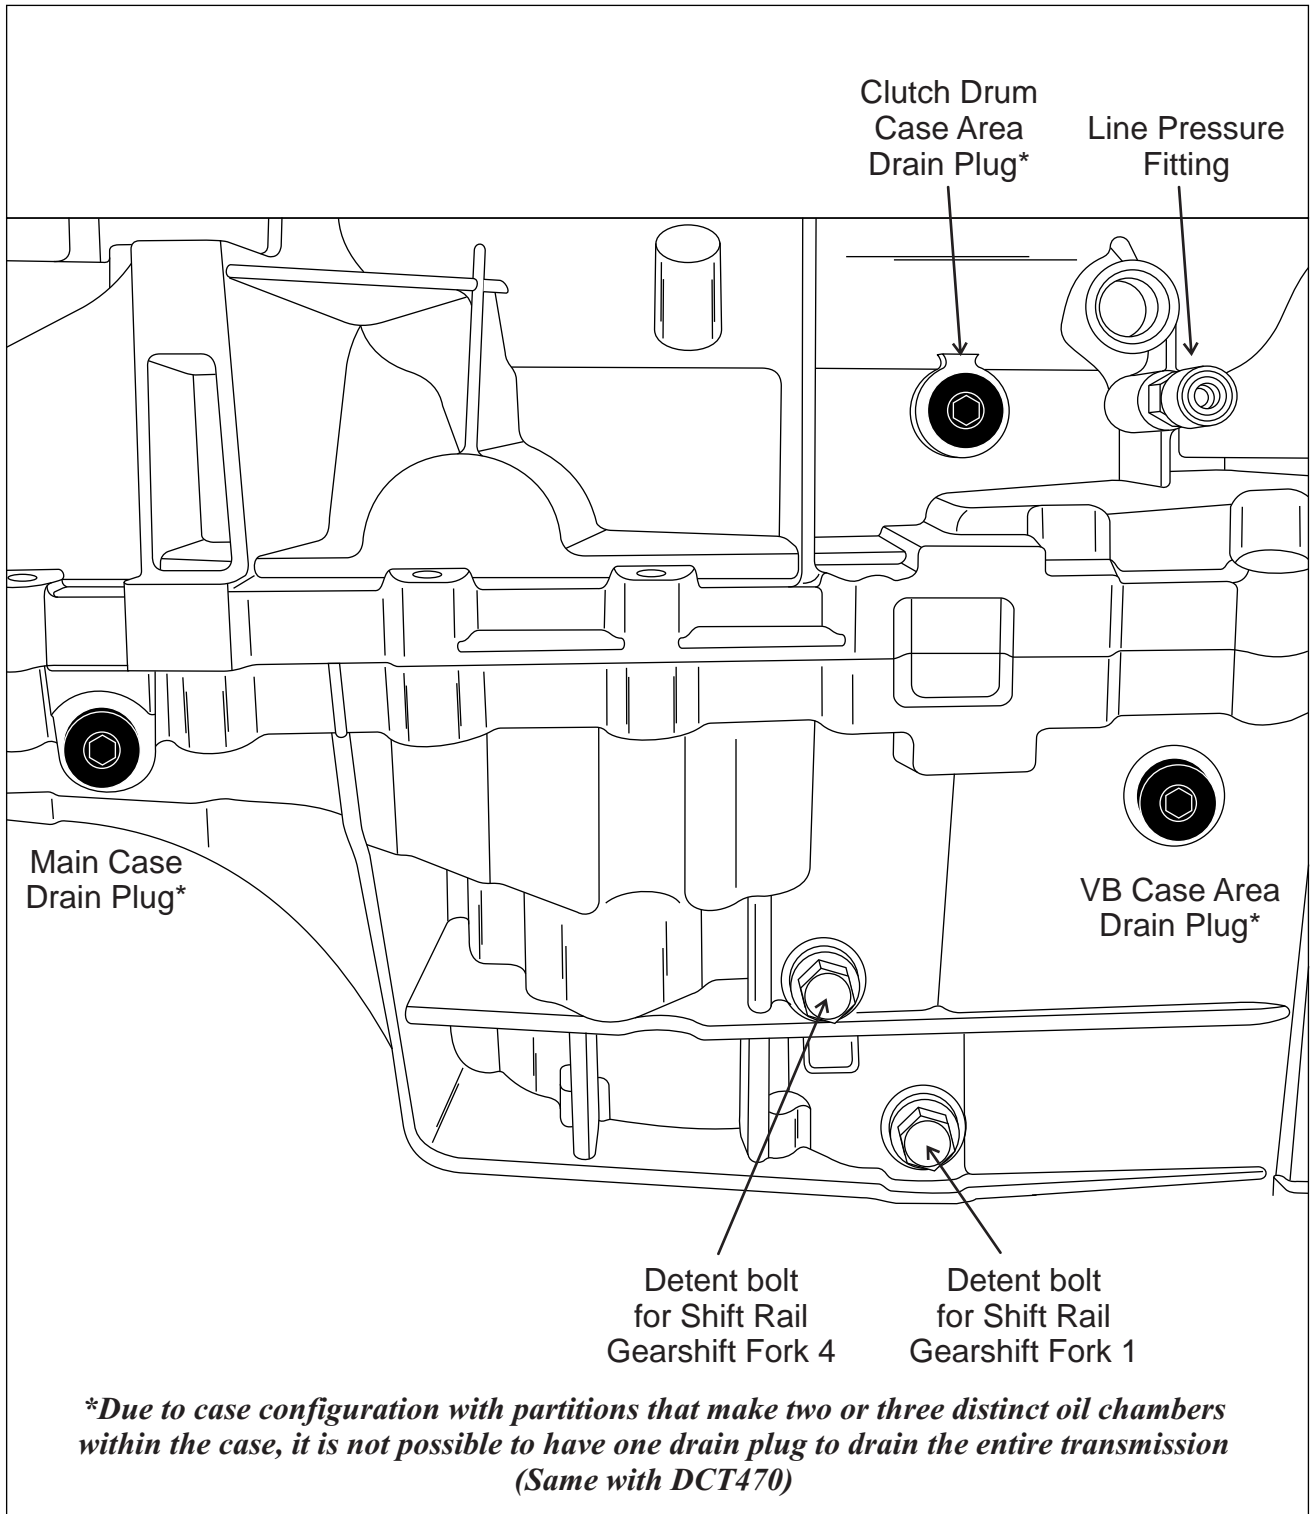 Clutch Drum
Case Area
Drain Plug*
Line Pressure
Fitting
Main Case
Drain Plug*
VB Case Area
Drain Plug*
Detent bolt
for Shift Rail
Gearshift Fork 4
Detent bolt
for Shift Rail
Gearshift Fork 1
*Due to case configuration with partitions that make two or three distinct oil chambers
within the case, it is not possible to have one drain plug to drain the entire transmission
(Same with DCT470)